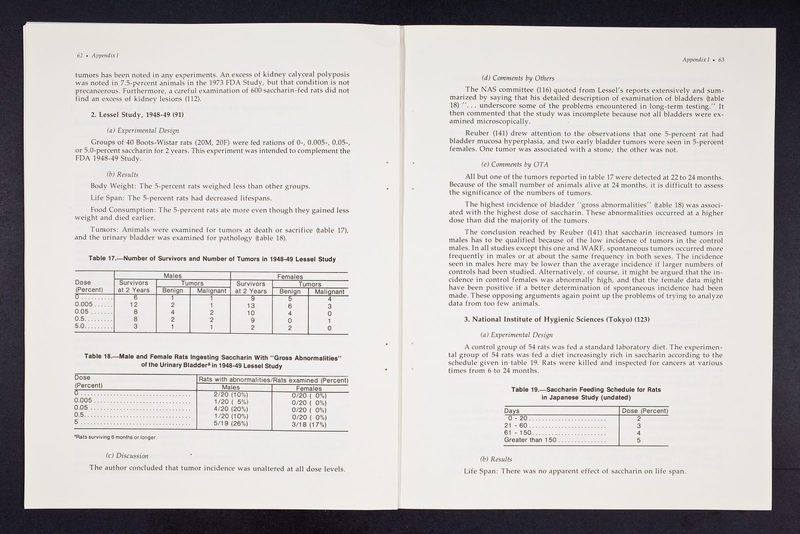 62 • Appendix I
tumors has been noted in any experiments. An excess of kidney calyceal polyposis
was noted in 7.5-percent animals in the 1973 FDA Study, but that condition is not
precancerous. Furthermore, a careful examination of 600 saccharin-fed rats did not
find an excess of kidney lesions (112).
2. Lessel Study, 1948-49 (91)
(a) Experimental Design
Groups of 40 Boots-Wistar rats (20M, 20F) were fed rations of 0-, 0.005-, 0.05-,
or 5.0-percent saccharin for 2 years. This experiment was intended to complement the
FDA 1948-49 Study.
(b) Results
Body Weight: The 5-percent rats weighed less than other groups.
Life Span: The 5-percent rats had decreased lifespans.
Food Consumption: The 5-percent rats ate more even though they gained less
weight and died earlier.
Tumors: Animals were examined for tumors at death or sacrifice (table 17),
and the urinary bladder was examined for pathology (table 18).
Table 17.—Number of Survivors and Number of Tumors in 1948-49 Lessel Study
Males Females
Dose Survivors Tumors Survivors Tumors
(Percent) at 2 Years Benign Malignant at 2 Years Benign Malignant
0 6 1 1 9 5 4
0.005 12 2 1 13 6 3
0.05 8 4 2 10 4 0
0.5 8 2 2 9 0 1
5.0 3 1 1 2 2 0
Table 18.—Male and Female Rats Ingesting Saccharin With "Gross Abnormalities"
of the Urinary Bladderª in 1948-49 Lessel Study
Dose Rats with abnormalities/Rats examined (Percent)
(Percent) Males Females
0 2/20 (10%) 0/20 ( 0%)
0.005 1/20 ( 5%) 0/20 ( 0%)
0.05 4/20 (20%) 0/20 ( 0%)
0.5 1/20 (10%) 0/20 ( 0%)
5 5/19 (26%) 3/18 (17%)
ªRats surviving 6 months or longer.
(c) Discussion
The author concluded that tumor incidence was unaltered at all dose levels.
Appendix I • 63
(d) Comments by Others
The NAS committee (116) quoted from Lessel's reports extensively and sum-
marized by saying that his detailed description of examination of bladders (table
18) ". . . underscore some of the problems encountered in long-term testing." It
then commented that the study was incomplete because not all bladders were ex-
amined microscopically.
Reuber (141) drew attention to the observations that one 5-percent rat had
bladder mucosa hyperplasia, and two early bladder tumors were seen in 5-percent
females. One tumor was associated with a stone; the other was not.
(e) Comments by OTA
All but one of the tumors reported in table 17 were detected at 22 to 24 months.
Because of the small number of animals alive at 24 months, it is difficult to assess
the significance of the numbers of tumors.
The highest incidence of bladder "gross abnormalities" (table 18) was associ-
ated with the highest dose of saccharin. These abnormalities occurred at a higher
dose than did the majority of the tumors.
The conclusion reached by Reuber (141) that saccharin increased tumors in
males has to be qualified because of the low incidence of tumors in the control
males. In all studies except this one and WARF, spontaneous tumors occurred more
frequently in males or at about the same frequency in both sexes. The incidence
seen in males here may be lower than the average incidence if larger numbers of
controls had been studied. Alternatively, of course, it might be argued that the in-
cidence in control females was abnormally high, and that the female data might
have been positive if a better determination of spontaneous incidence had been
made. These opposing arguments again point up the problems of trying to analyze
data from too few animals.
3. National Institute of Hygienic Sciences (Tokyo) (123)
(a) Experimental Design
A control group of 54 rats was fed a standard laboratory diet. The experimen-
tal group of 54 rats was fed a diet increasingly rich in saccharin according to the
schedule given in table 19. Rats were killed and inspected for cancers at various
times from 6 to 24 months.
Table 19.—Saccharin Feeding Schedule for Rats
in Japanese Study (undated)
Days Dose (Percent)
0 - 20 2
21 - 60 3
61 - 150 4
Greater than 150 5
(b) Results
Life Span: There was no apparent effect of saccharin on life span.